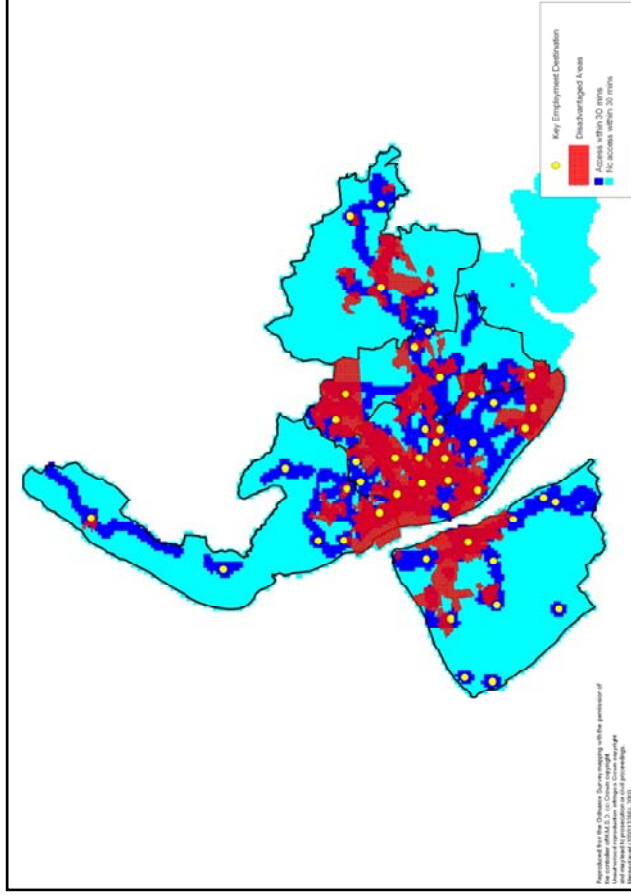 Key Employment Destination
Disadvantaged Areas
Access within 30 mins
No access within 30 mins
Reproduced from the Ordnance Survey mapping with the permission of
the controller of H.M.S.O. (c) Crown copyright
Unauthorised reproduction infringes Crown copyright
and may lead to prosecution or civil proceedings.